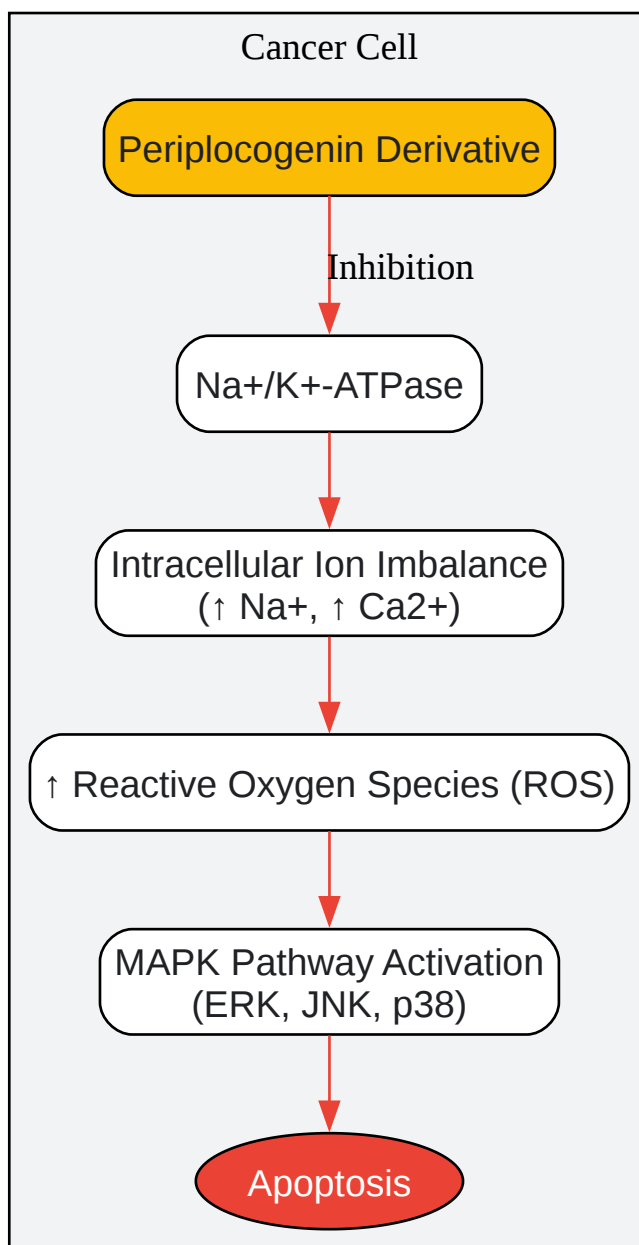 Cancer Cell
Periplocogenin Derivative
Inhibition
Na+/K+-ATPase
Intracellular Ion Imbalance
(↑ Na+, ↑ Ca2+)
↑ Reactive Oxygen Species (ROS)
MAPK Pathway Activation
(ERK, JNK, p38)
Apoptosis